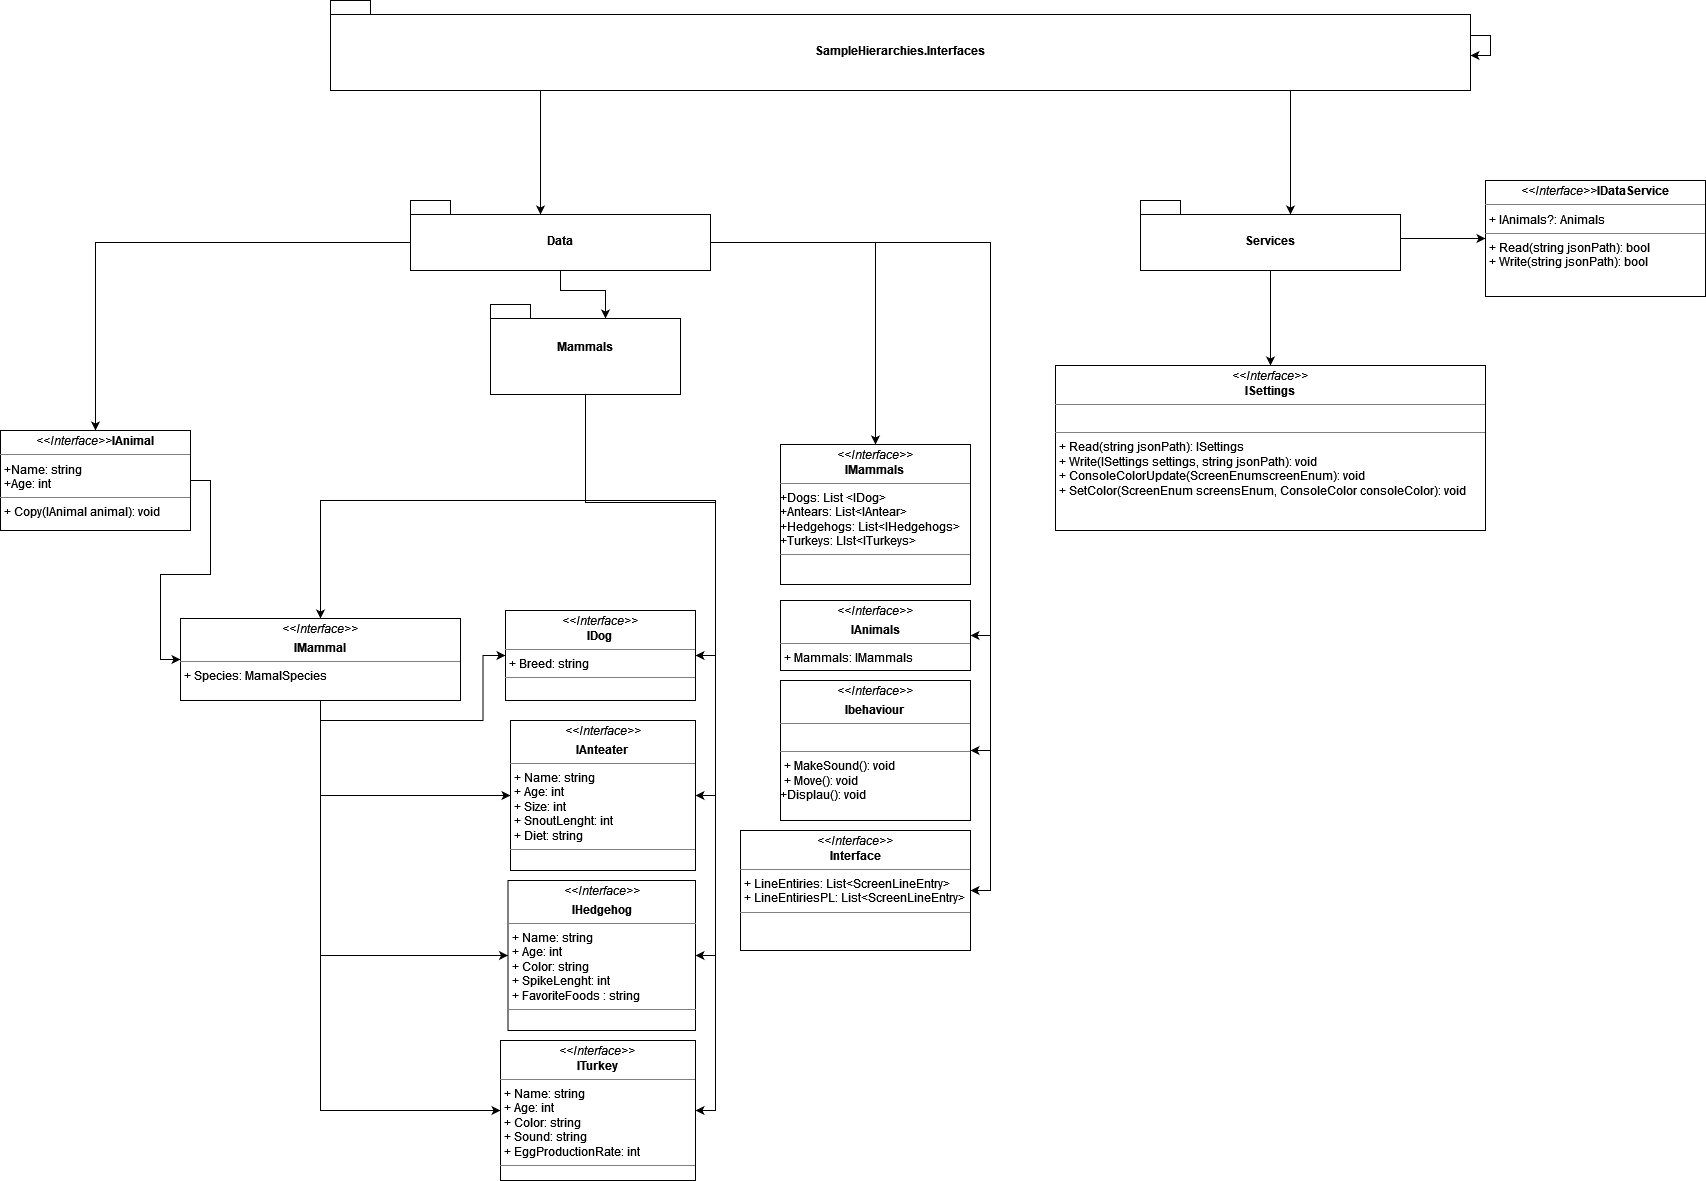 SampleHierarchies.Interfaces
Data
Services
<<Interface>>IDataService
+ IAnimals?: Animals
+ Read(string jsonPath): bool
+ Write(string jsonPath): bool
Mammals
<<Interface>>
ISettings
+ Read(string jsonPath): ISettings
+ Write(ISettings settings, string jsonPath): void
+ ConsoleColorUpdate(ScreenEnumscreenEnum): void
+ SetColor(ScreenEnum screensEnum, ConsoleColor consoleColor): void
<<Interface>>IAnimal
+Name: string
+Age: int
+ Copy(IAnimal animal): void
<<Interface>>
IMammals
+Dogs: List <IDog>
+Antears: List<IAntear>
+Hedgehogs: List<IHedgehogs>
+Turkeys: LIst<ITurkeys>
<<Interface>>
IMammal
+ Species: MamalSpecies
<<Interface>>
IDog
+ Breed: string
<<Interface>>
IAnimals
+ Mammals: IMammals
<<Interface>>
Ibehaviour
+ MakeSound(): void
+ Move(): void
+Displau(): void
<<Interface>>
IAnteater
+ Name: string
+ Age: int
+ Size: int
+ SnoutLenght: int
+ Diet: string
<<Interface>>
Interface
+ LineEntiries: List<ScreenLineEntry>
+ LineEntiriesPL: List<ScreenLineEntry>
<<Interface>>
IHedgehog
+ Name: string
+ Age: int
+ Color: string
+ SpikeLenght: int
+ FavoriteFoods : string
<<Interface>>
ITurkey
+ Name: string
+ Age: int
+ Color: string
+ Sound: string
+ EggProductionRate: int